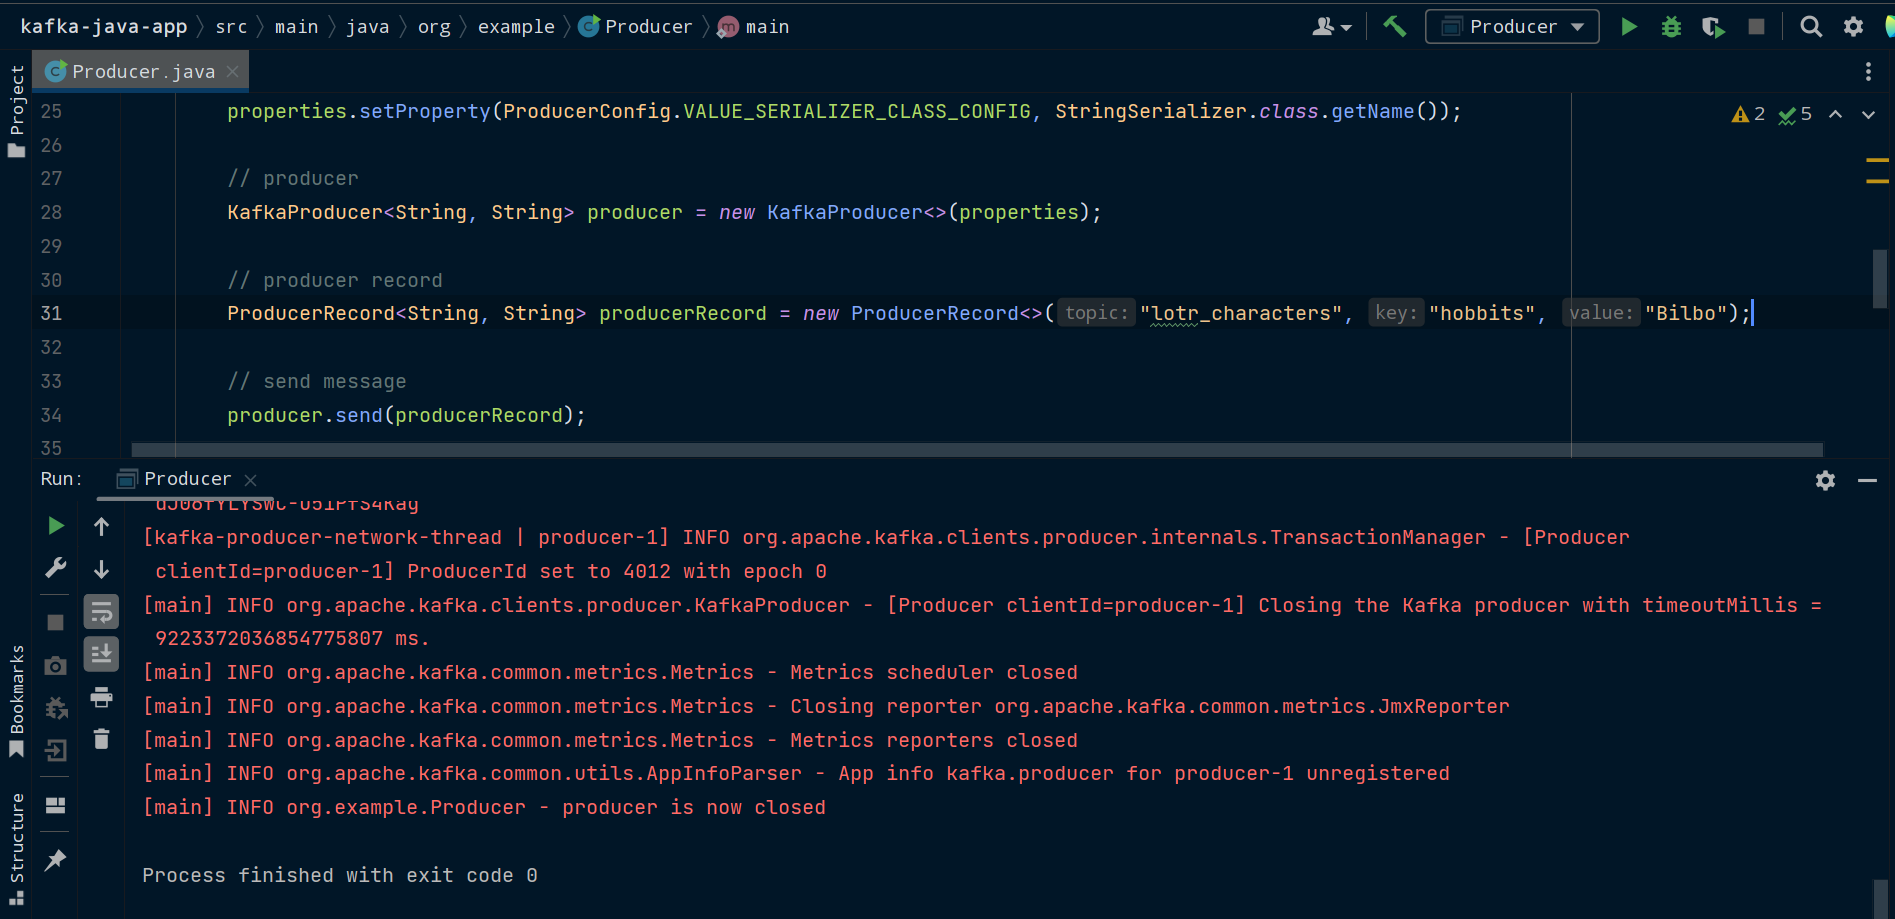 kafka-java-app 〉 src 〉 main 〉 java 〉 org 〉 example 〉 Producer 〉 main
Producer
Producer.java
Project
2 5
25 properties.setProperty(ProducerConfig.VALUE_SERIALIZER_CLASS_CONFIG, StringSerializer.class.getName());
26
27 // producer
28 KafkaProducer<String, String> producer = new KafkaProducer<>(properties);
29
30 // producer record
31 ProducerRecord<String, String> producerRecord = new ProducerRecord<>( topic: "lotr_characters", key: "hobbits", value: "Bilbo");
32
33 // send message
34 producer.send(producerRecord);
35
Run: Producer
[kafka-producer-network-thread | producer-1] INFO org.apache.kafka.clients.producer.internals.TransactionManager - [Producer
clientId=producer-1] ProducerId set to 4012 with epoch 0
[main] INFO org.apache.kafka.clients.producer.KafkaProducer - [Producer clientId=producer-1] Closing the Kafka producer with timeoutMillis =
9223372036854775807 ms.
[main] INFO org.apache.kafka.common.metrics.Metrics - Metrics scheduler closed
[main] INFO org.apache.kafka.common.metrics.Metrics - Closing reporter org.apache.kafka.common.metrics.JmxReporter
[main] INFO org.apache.kafka.common.metrics.Metrics - Metrics reporters closed
[main] INFO org.apache.kafka.common.utils.AppInfoParser - App info kafka.producer for producer-1 unregistered
[main] INFO org.example.Producer - producer is now closed
Process finished with exit code 0
Bookmarks
Structure